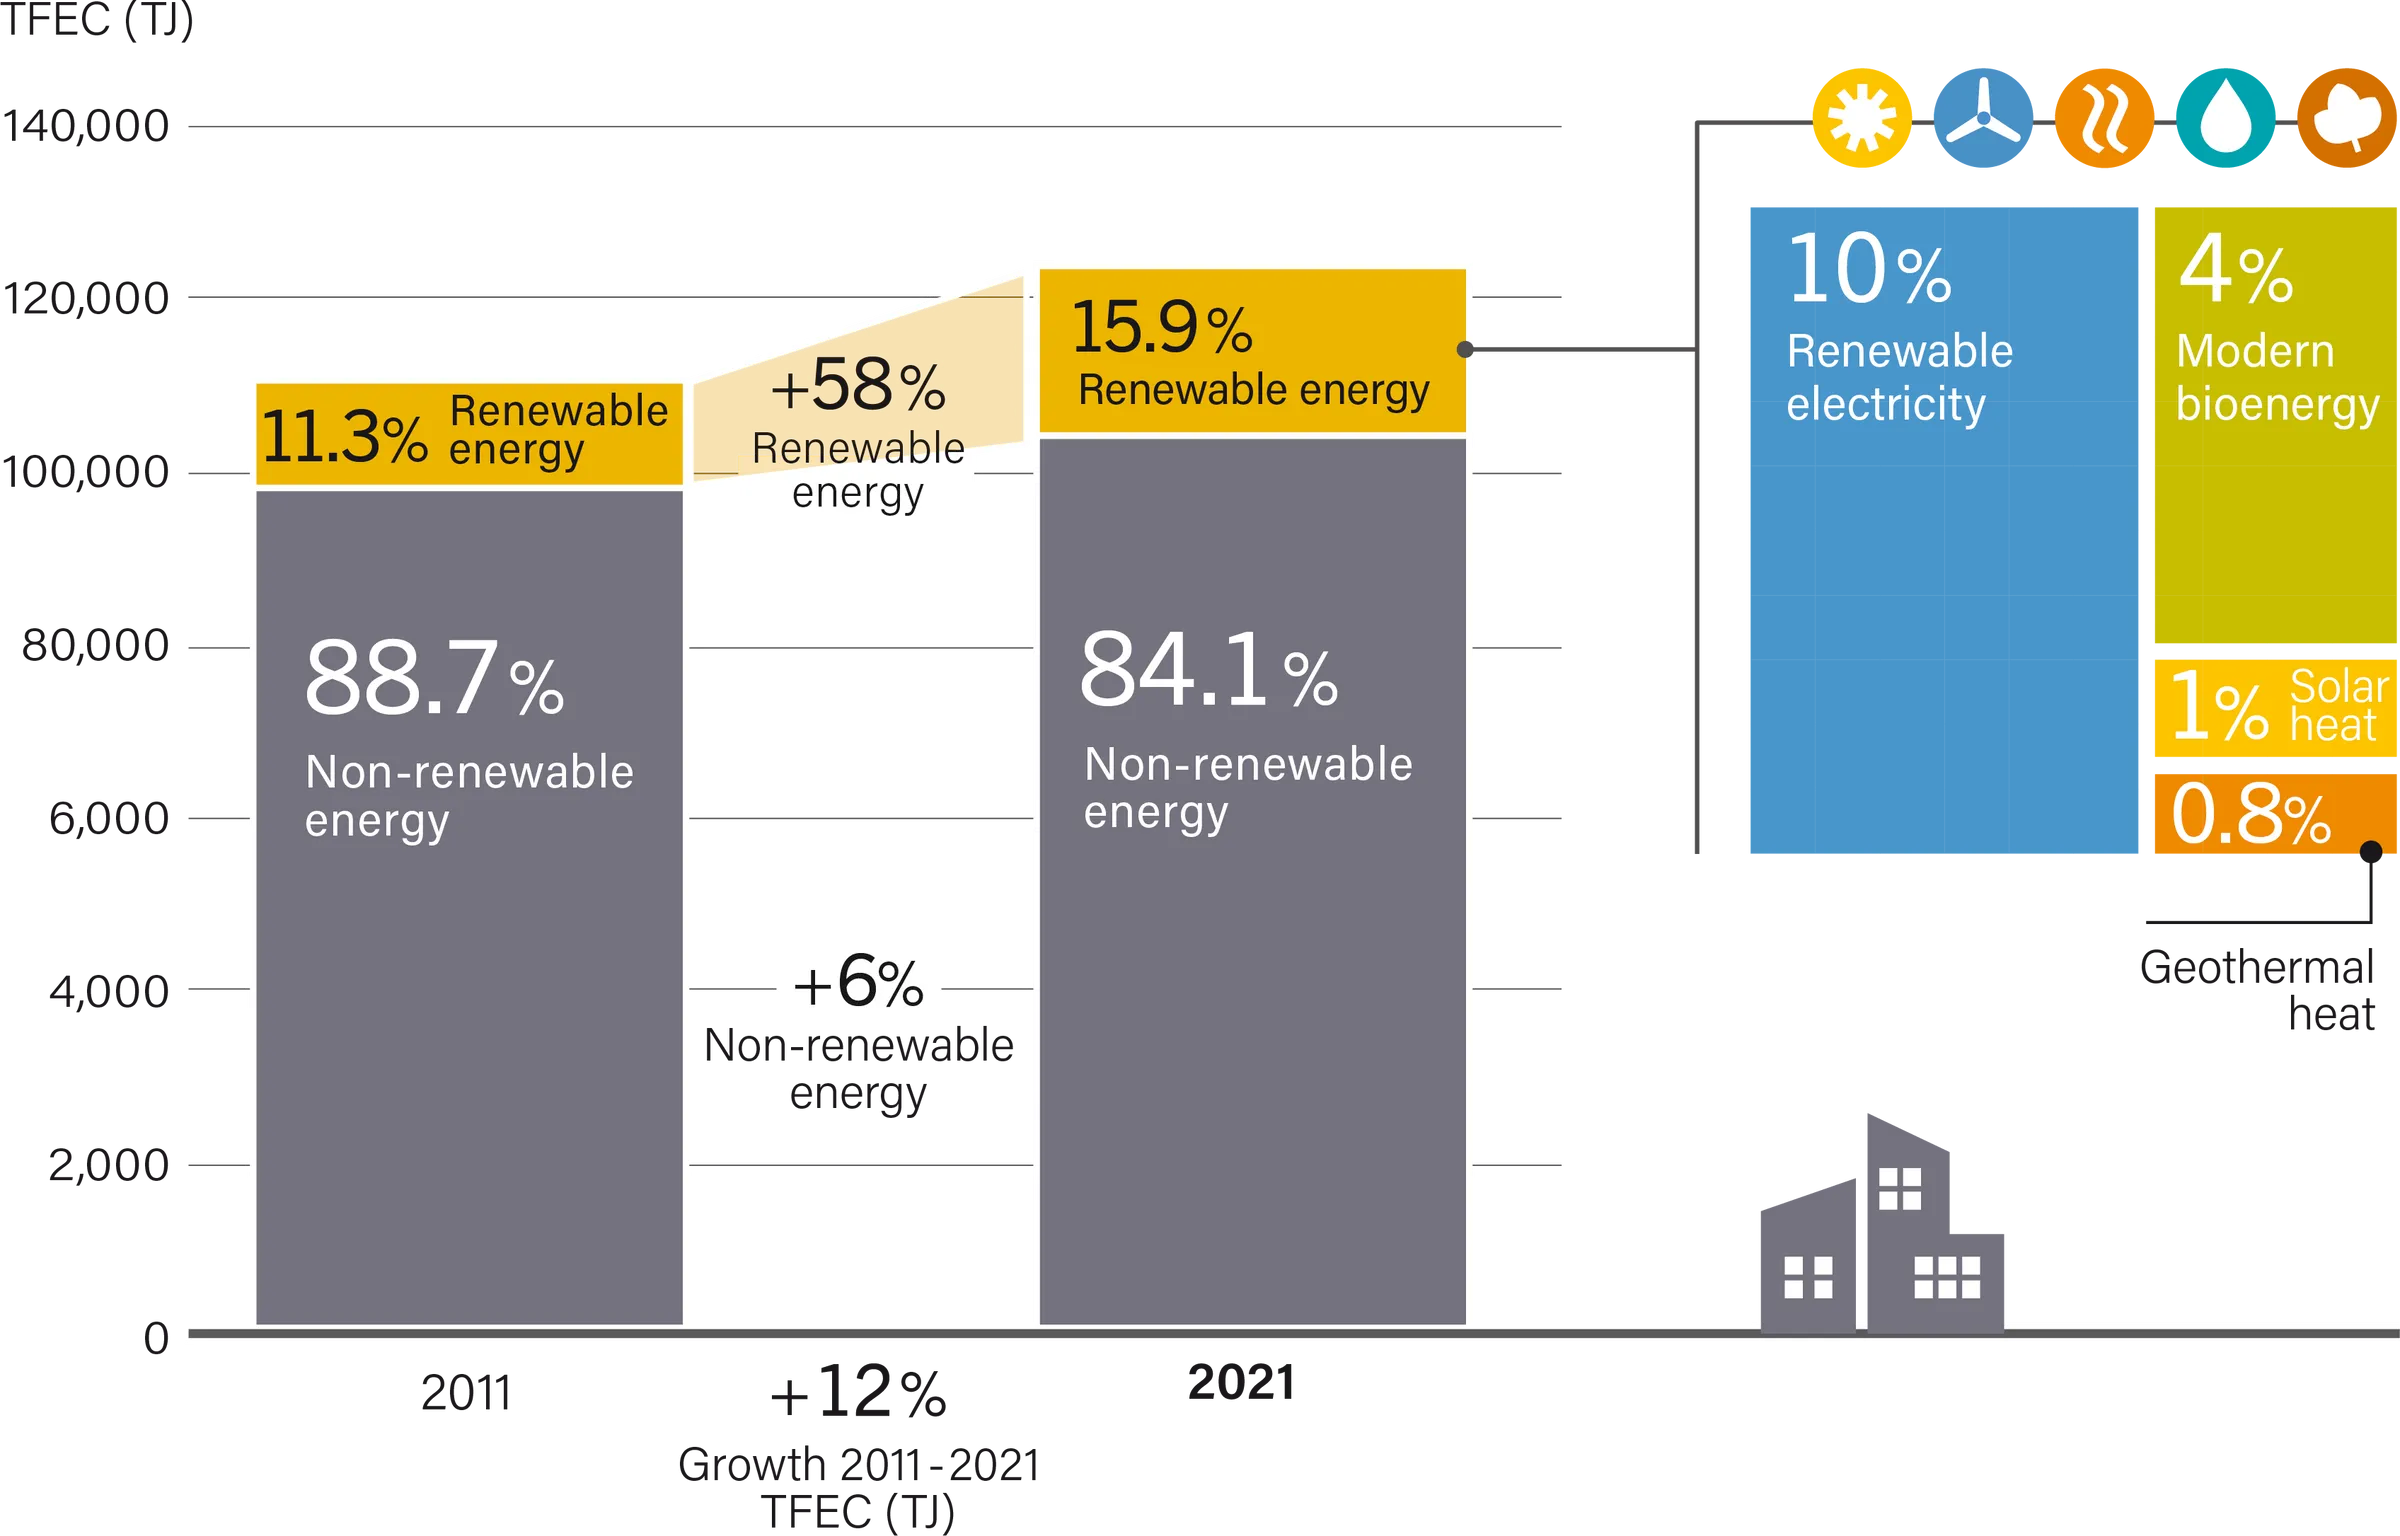 TFEC (TJ)
140,000
120,000
100,000
80,000
6,000
4,000
2,000
0
11.3% Renewable
energy
88.7%
Non-renewable
energy
2011
+58%
Renewable
energy
+6%
Non-renewable
energy
+12%
Growth 2011-2021
TFEC (TJ)
15.9%
Renewable energy
84.1%
Non-renewable
energy
2021
10%
Renewable
electricity
4%
Modern
bioenergy
1% Solar
heat
0.8%
Geothermal
heat